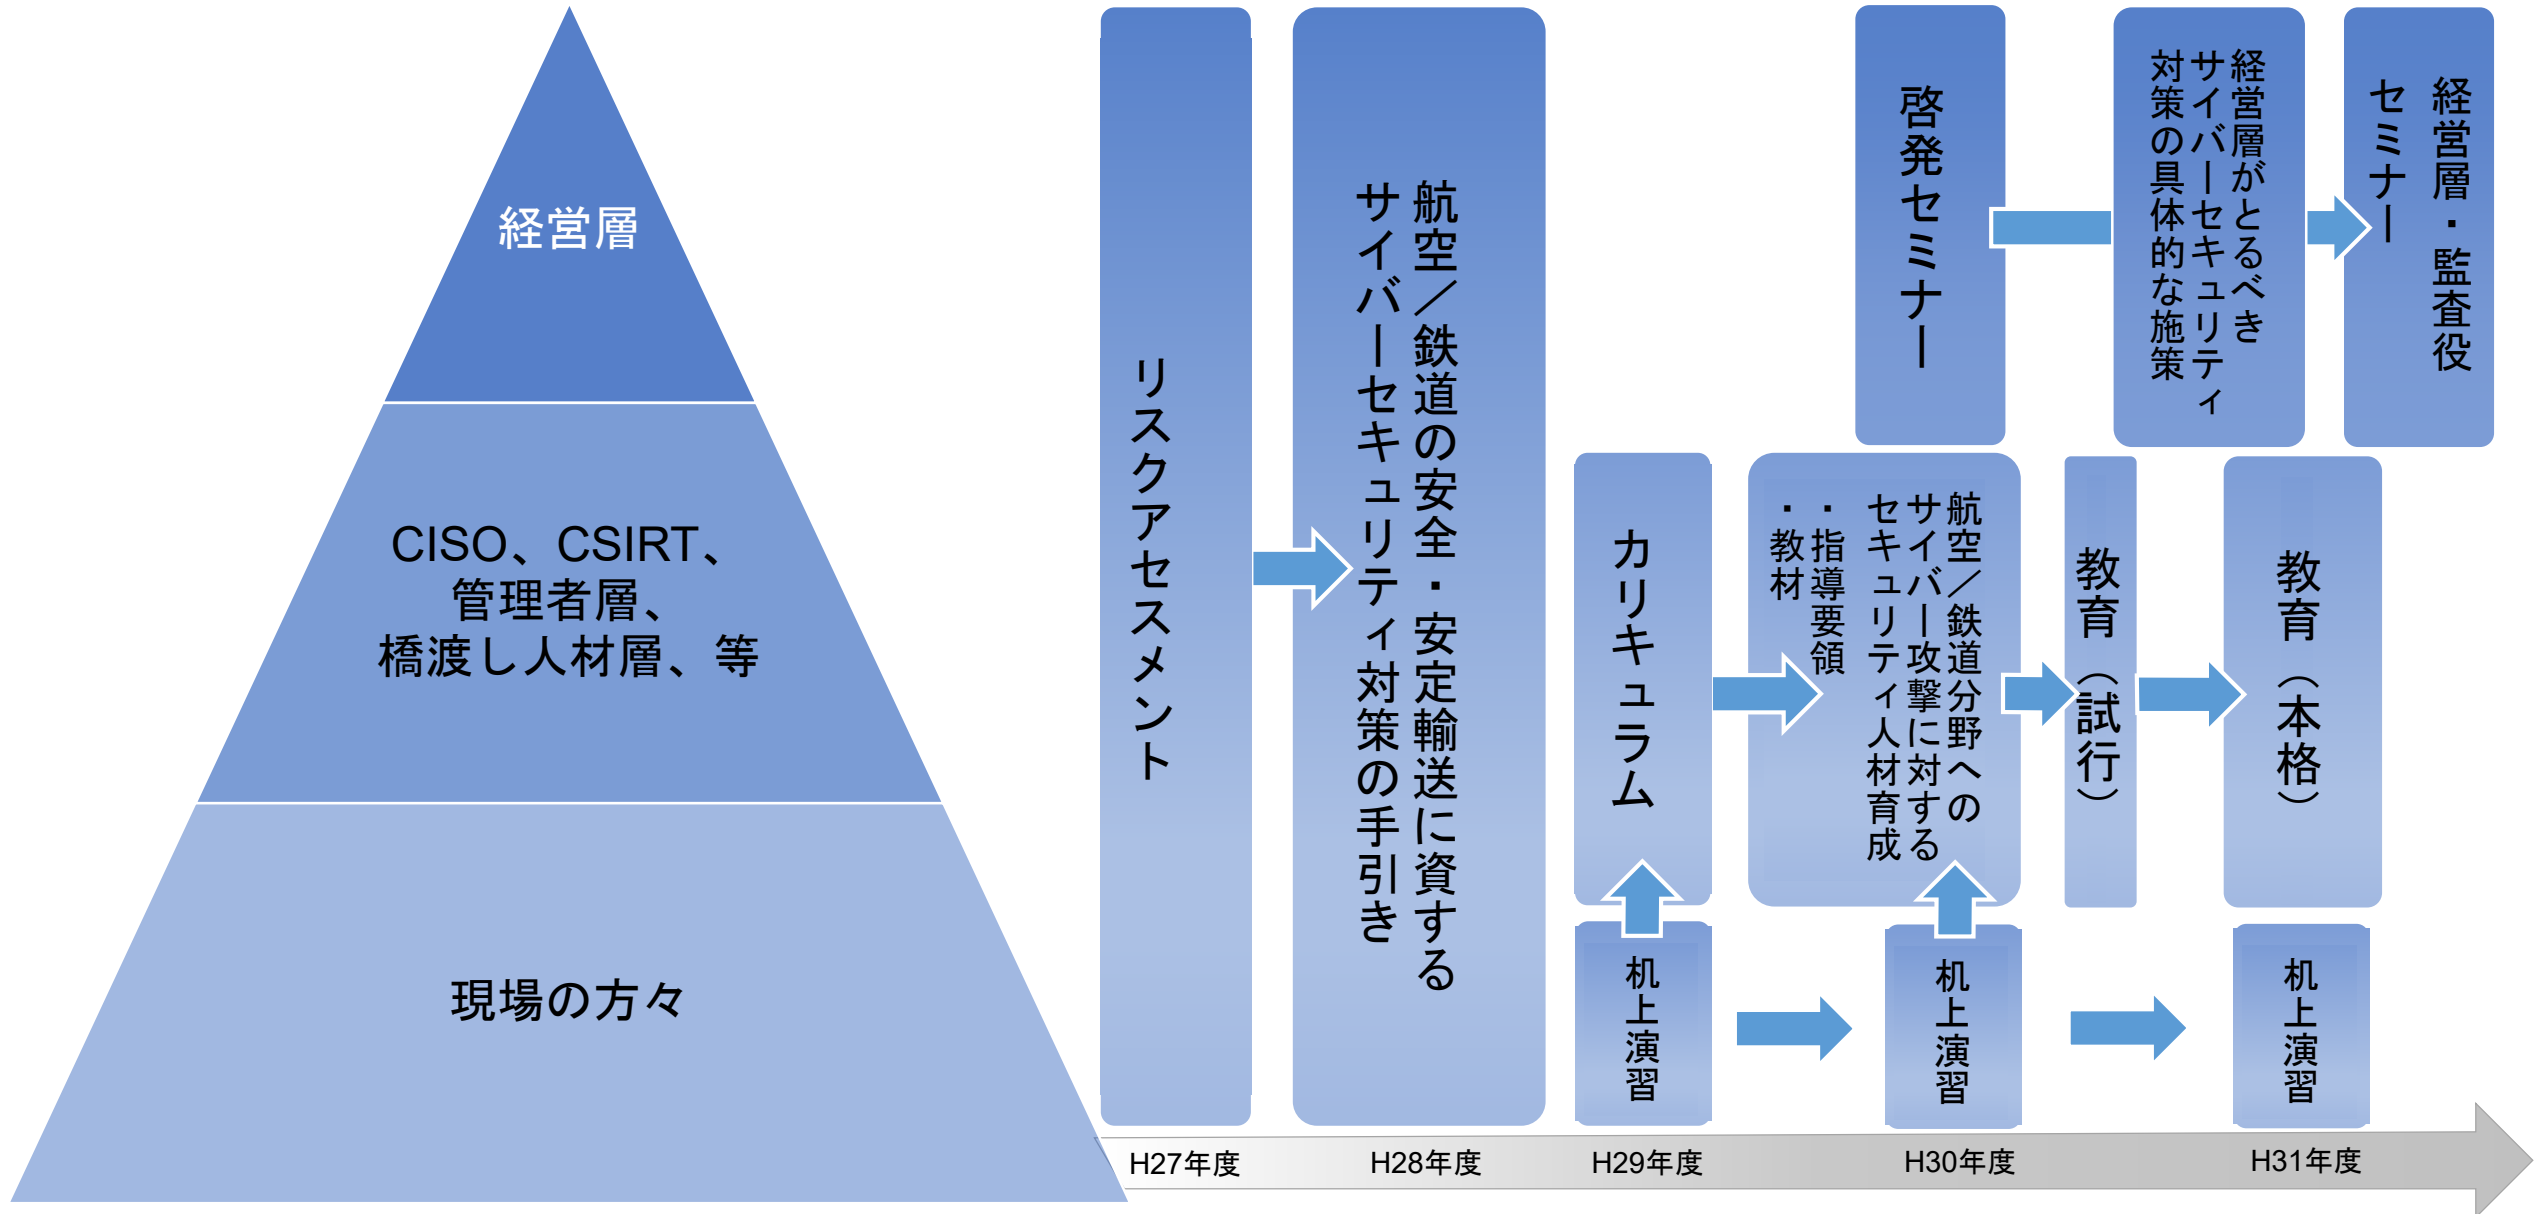 経営層
CISO、CSIRT、
管理者層、
橋渡し人材層、等
現場の方々
リスクアセスメント
航空／鉄道の安全・安定輸送に資する
サイバーセキュリティ対策の手引き
カリキュラム
机上演習
啓発セミナー
航空／鉄道分野への
サイバー攻撃に対する
セキュリティ人材育成
・指導要領
・教材
机上演習
教育（試行）
経営層がとるべき
サイバーセキュリティ
対策の具体的な施策
経営層・監査役
セミナー
教育（本格）
机上演習
H27年度
H28年度
H29年度
H30年度
H31年度